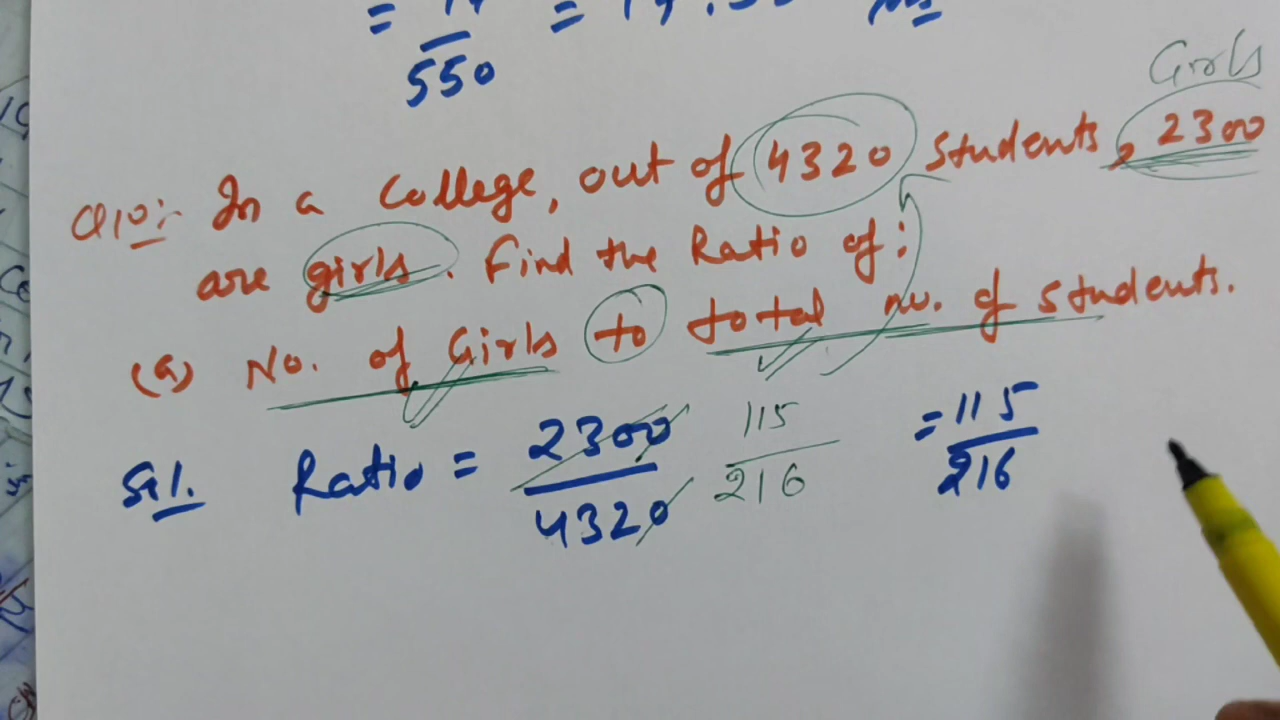 550
Girls
Q10:- In a College, out of 4320 students, 2300
are girls. Find the Ratio of:
(a) No. of Girls to total no. of students.
Sol. Ratio = 2300/4320 115/216 = 115/216